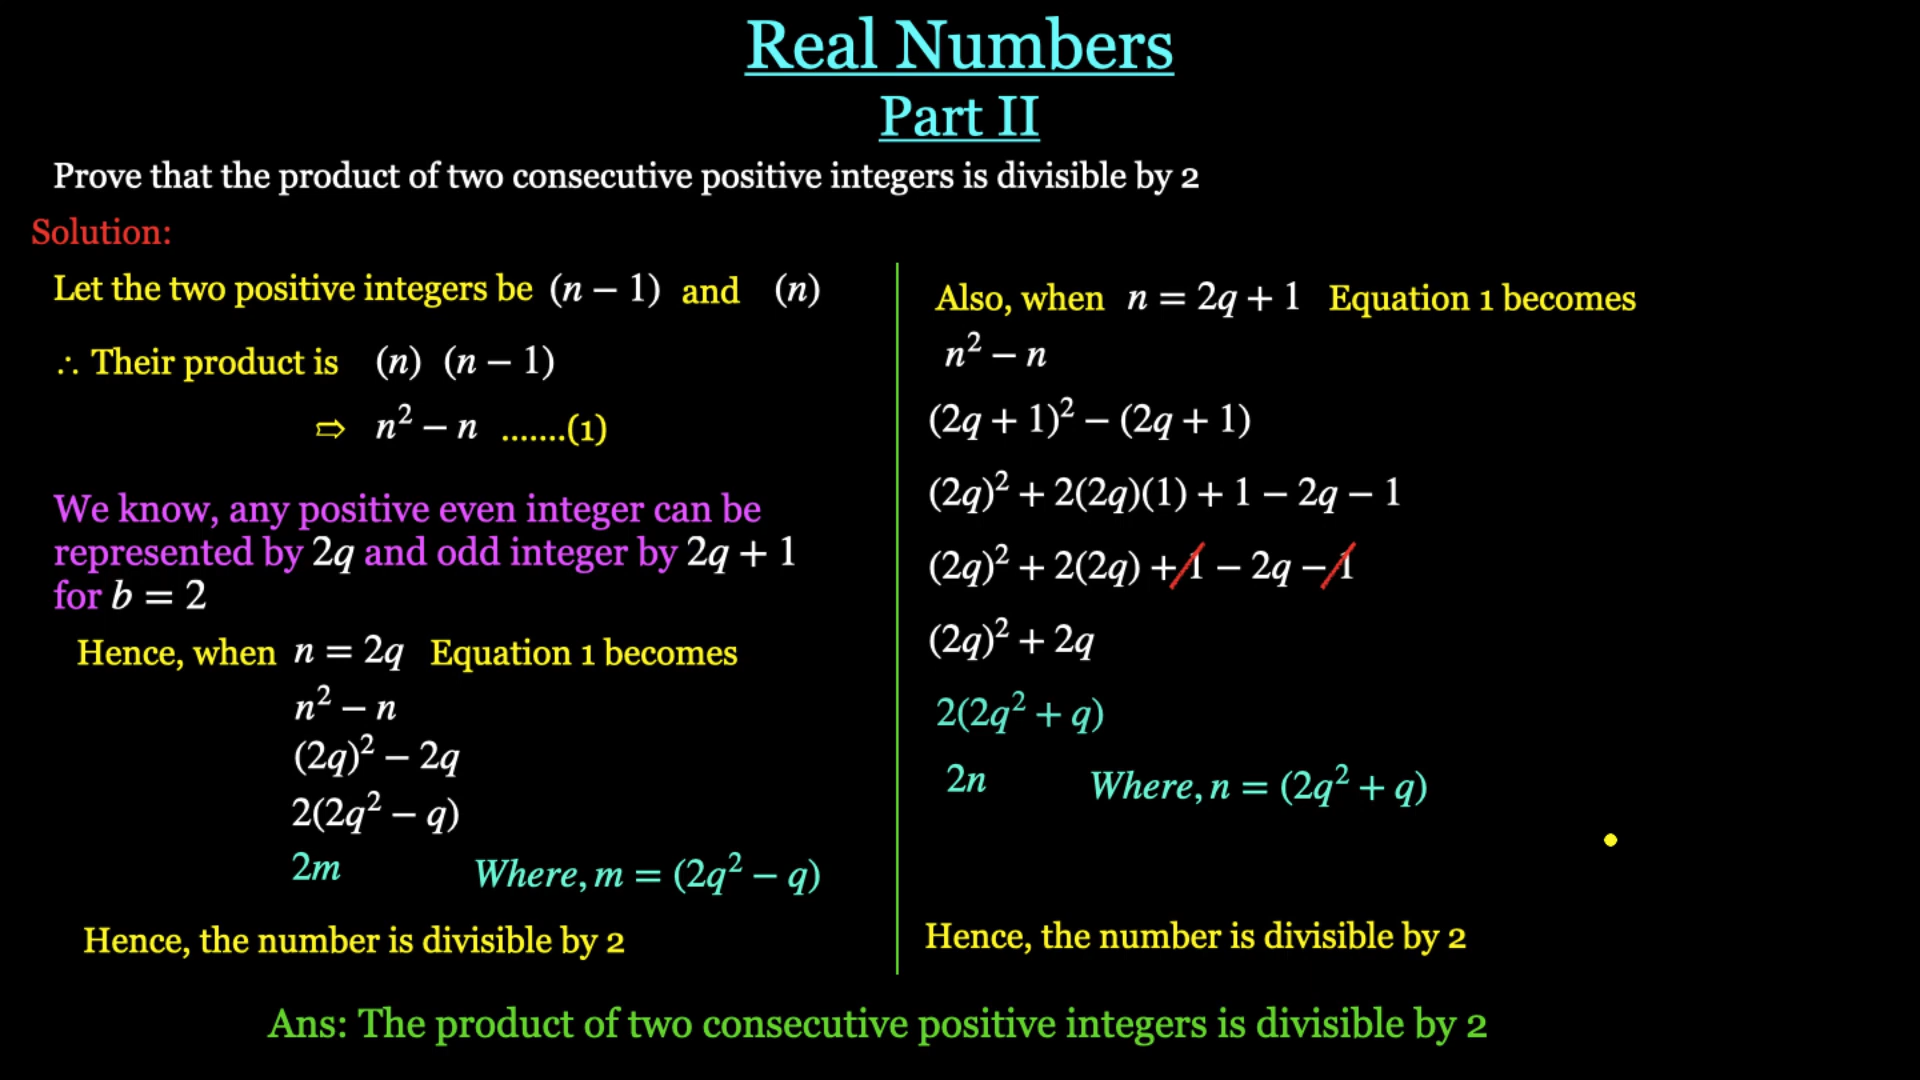 Real Numbers
Part II
Prove that the product of two consecutive positive integers is divisible by 2
Solution:
Let the two positive integers be (n − 1) and (n)
∴ Their product is (n) (n − 1)
⇒ n² − n .......(1)
We know, any positive even integer can be
represented by 2q and odd integer by 2q + 1
for b = 2
Hence, when n = 2q Equation 1 becomes
n² − n
(2q)² − 2q
2(2q² − q)
2m Where, m = (2q² − q)
Hence, the number is divisible by 2
Also, when n = 2q + 1 Equation 1 becomes
n² − n
(2q + 1)² − (2q + 1)
(2q)² + 2(2q)(1) + 1 − 2q − 1
(2q)² + 2(2q) + 1 − 2q − 1
(2q)² + 2q
2(2q² + q)
2n Where, n = (2q² + q)
Hence, the number is divisible by 2
Ans: The product of two consecutive positive integers is divisible by 2